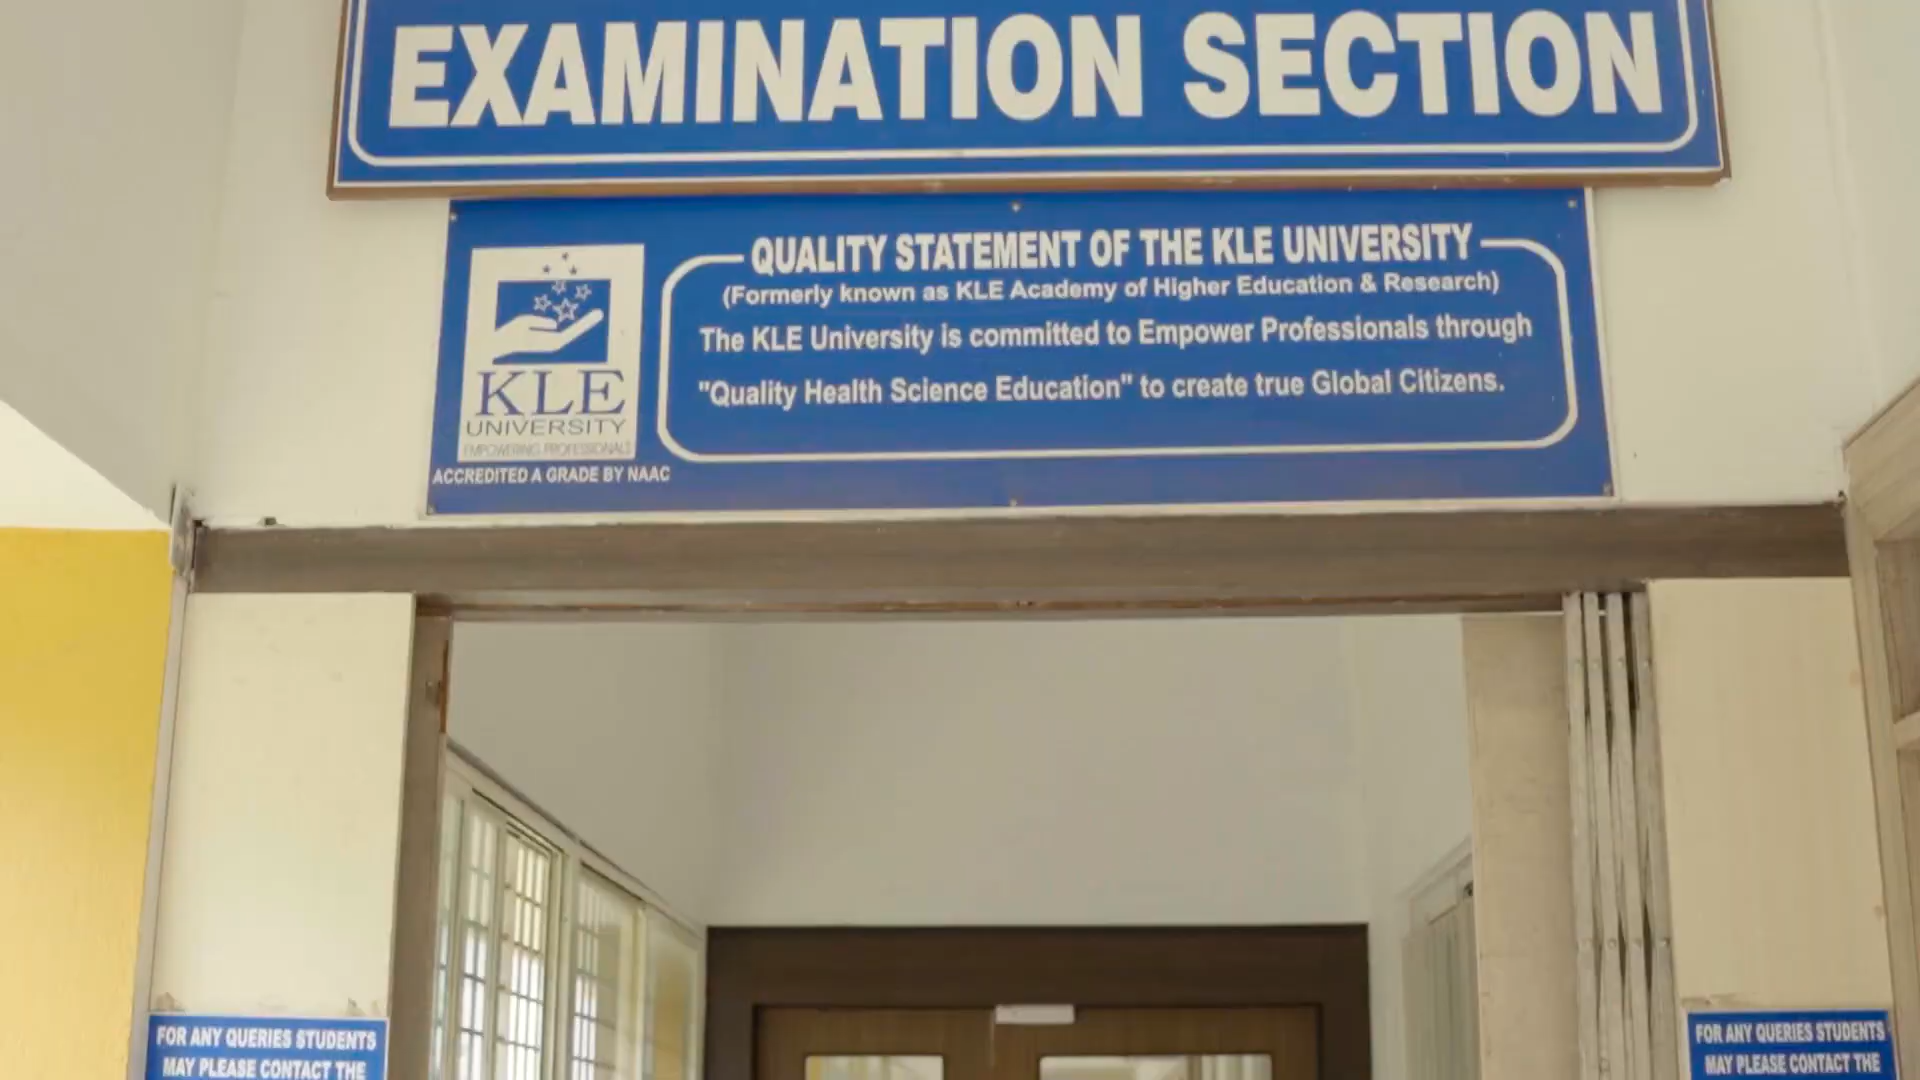 EXAMINATION SECTION
QUALITY STATEMENT OF THE KLE UNIVERSITY
(Formerly known as KLE Academy of Higher Education & Research)
The KLE University is committed to Empower Professionals through
"Quality Health Science Education" to create true Global Citizens.
KLE
UNIVERSITY
EMPOWERING PROFESSIONALS
ACCREDITED A GRADE BY NAAC
FOR ANY QUERIES STUDENTS
MAY PLEASE CONTACT THE
FOR ANY QUERIES STUDENTS
MAY PLEASE CONTACT THE